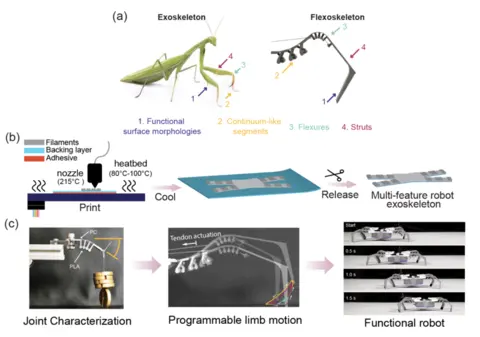 (a)
Exoskeleton
Flexoskeleton
4
3
1
2
3
2
4
1
1. Functional
surface morphologies
2. Continuum-like
segments
3. Flexures
4. Struts
(b)
Filaments
Backing layer
Adhesive
nozzle
(215°C)
heatbed
(80°C-100°C)
Print
Cool
Release
Multi-feature robot
exoskeleton
(c)
PC
PLA
Joint Characterization
Tendon actuation
Programmable limb motion
Start
0.5 s
1.0 s
1.5 s
Functional robot